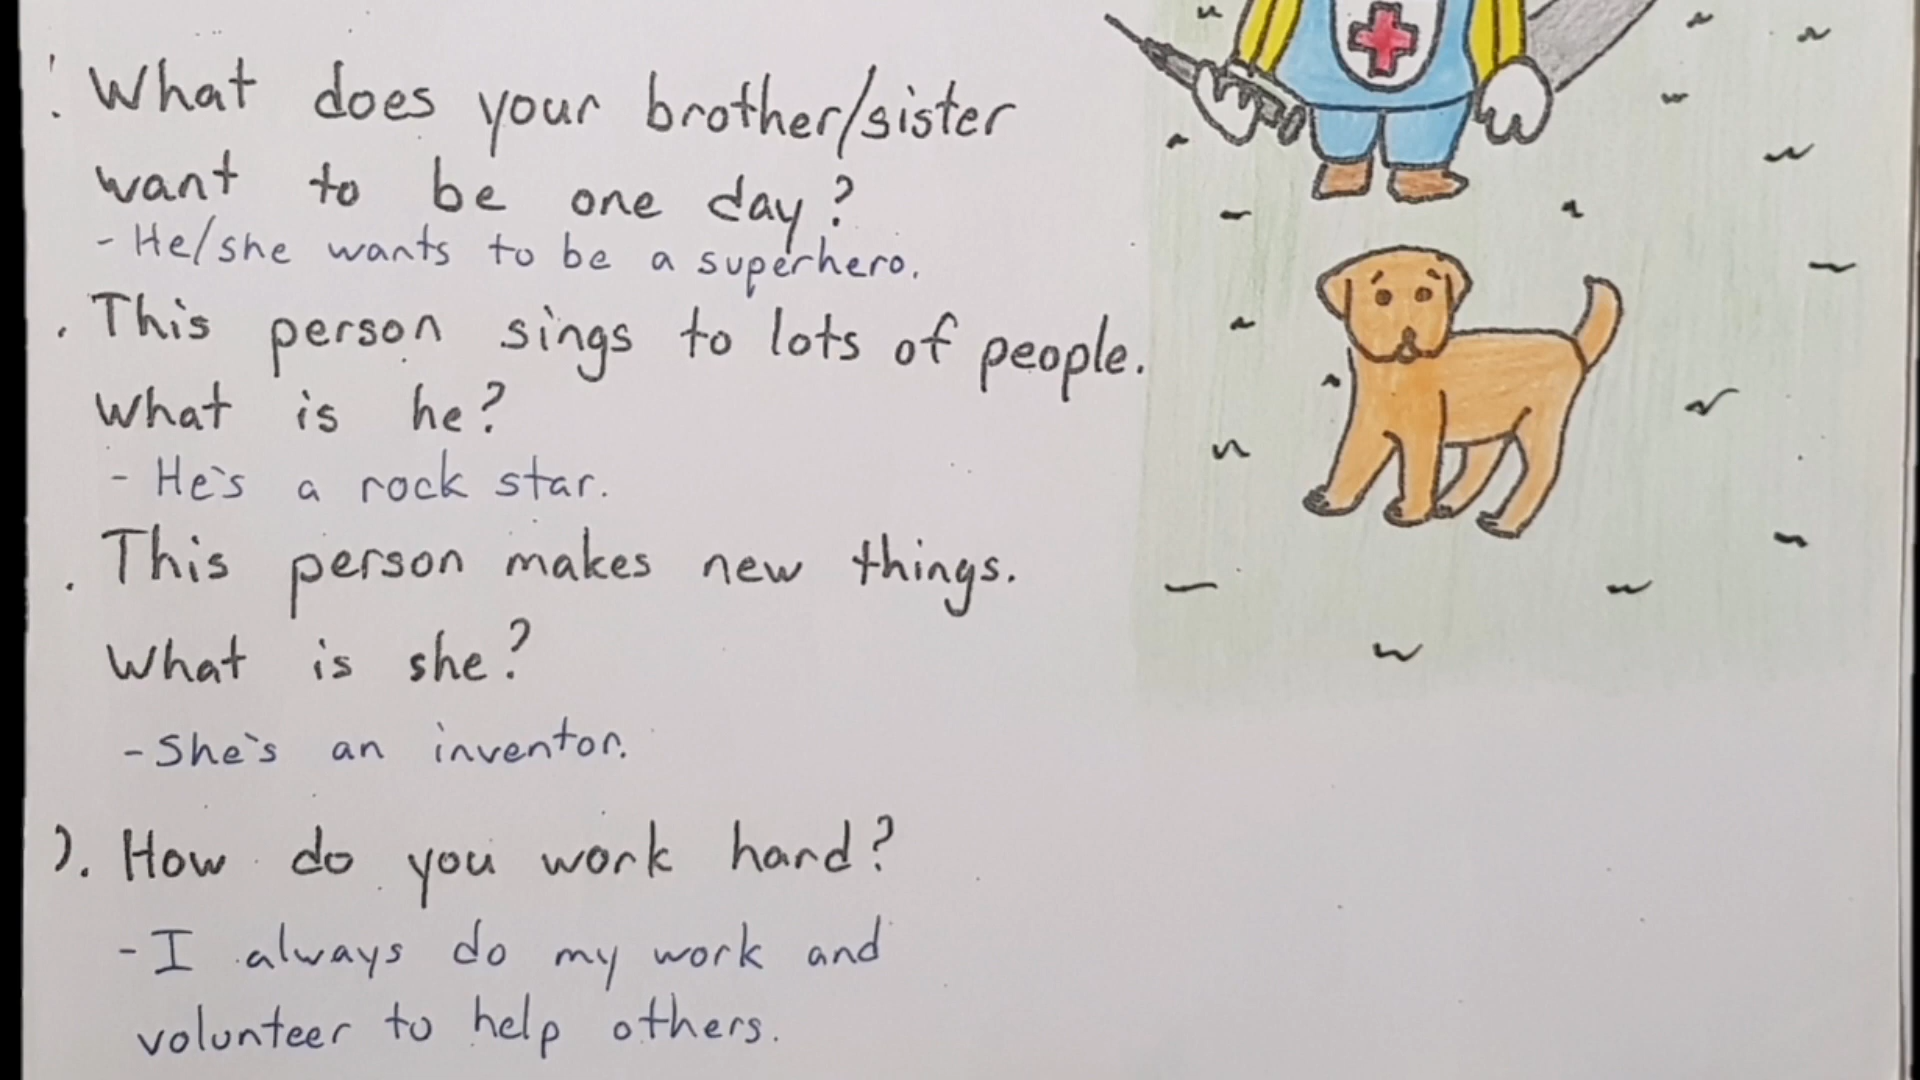 What does your brother/sister
want to be one day?
- He/she wants to be a superhero.
. This person sings to lots of people.
What is he?
- He's a rock star.
. This person makes new things.
What is she?
- She's an inventor.
). How do you work hard?
- I always do my work and
volunteer to help others.